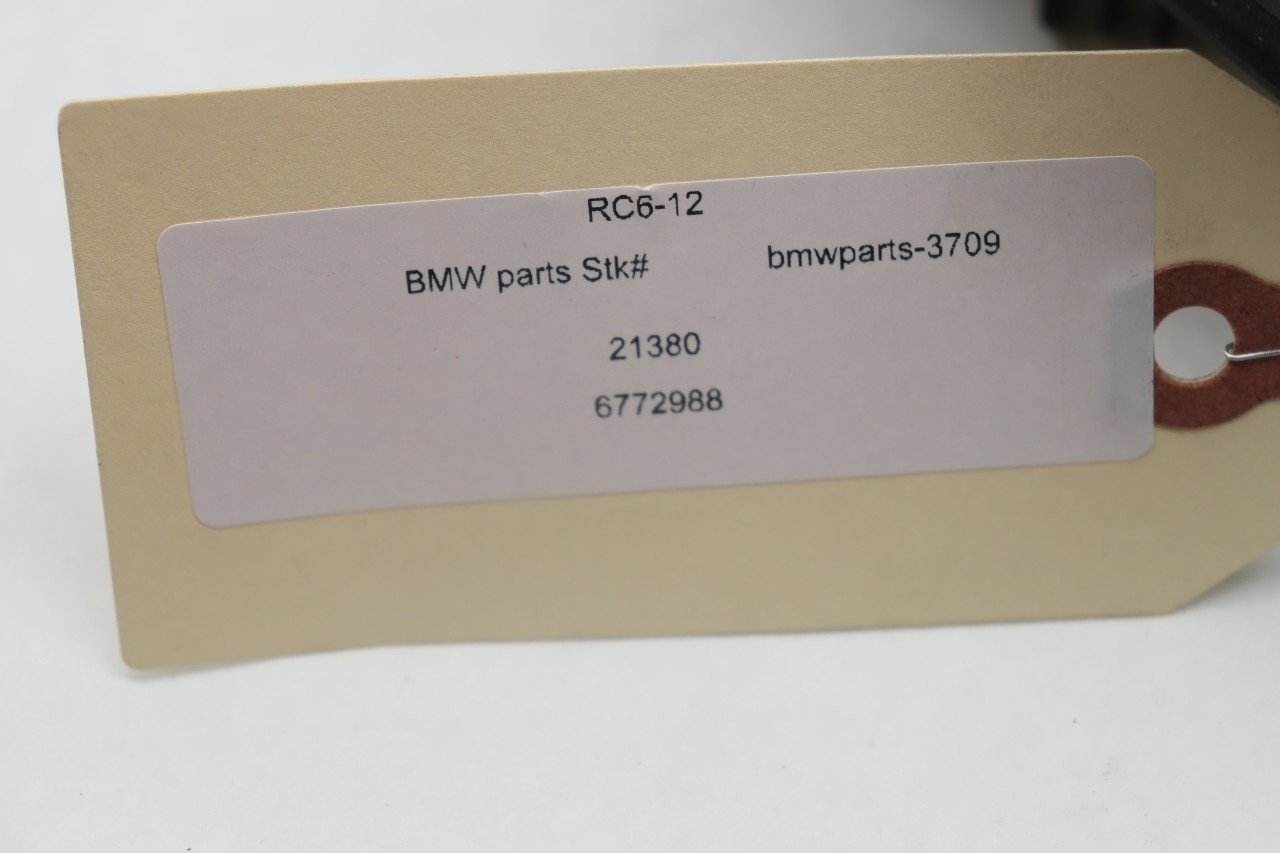 RC6-12
BMW parts Stk# bmwparts-3709
21380
6772988